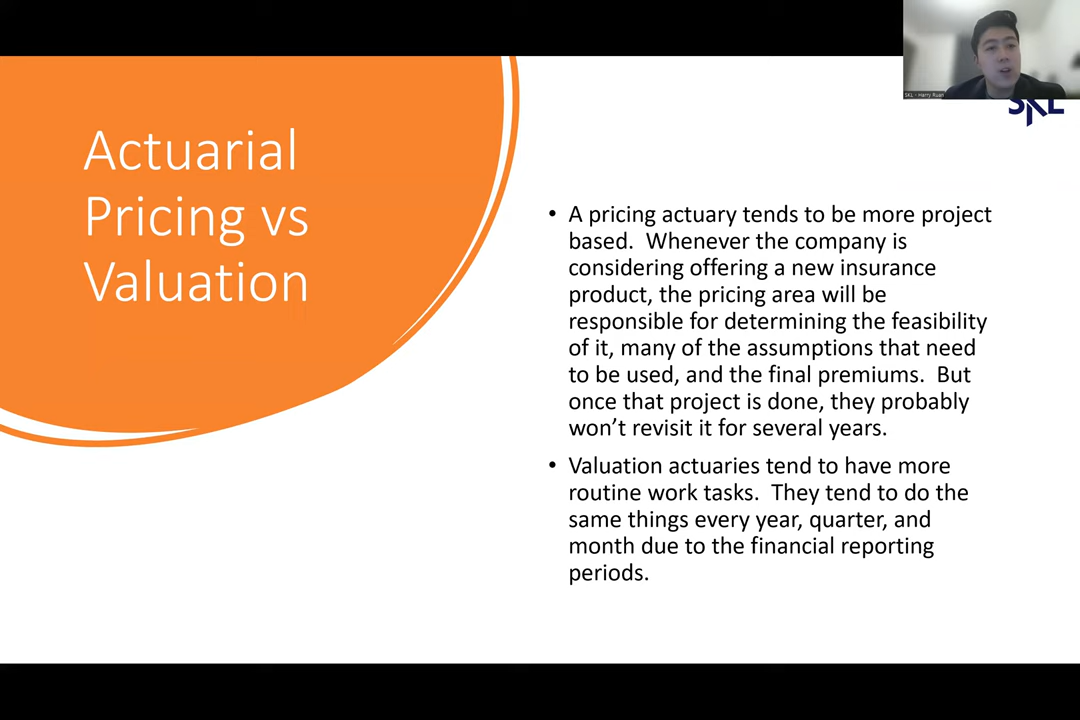 SKL - Harry Ruan
SKL
Actuarial
Pricing vs
Valuation
• A pricing actuary tends to be more project
based.  Whenever the company is
considering offering a new insurance
product, the pricing area will be
responsible for determining the feasibility
of it, many of the assumptions that need
to be used, and the final premiums.  But
once that project is done, they probably
won’t revisit it for several years.
• Valuation actuaries tend to have more
routine work tasks.  They tend to do the
same things every year, quarter, and
month due to the financial reporting
periods.